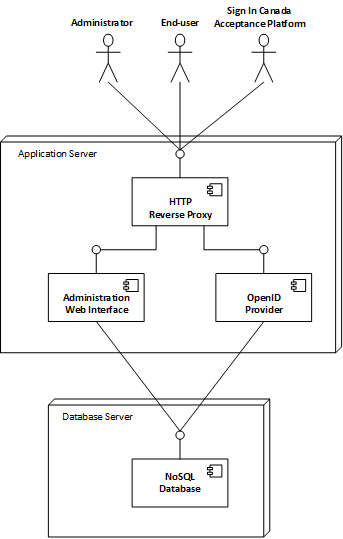 Administrator
End-user
Sign In Canada
Acceptance Platform
Application Server
HTTP
Reverse Proxy
Administration
Web Interface
OpenID
Provider
Database Server
NoSQL
Database